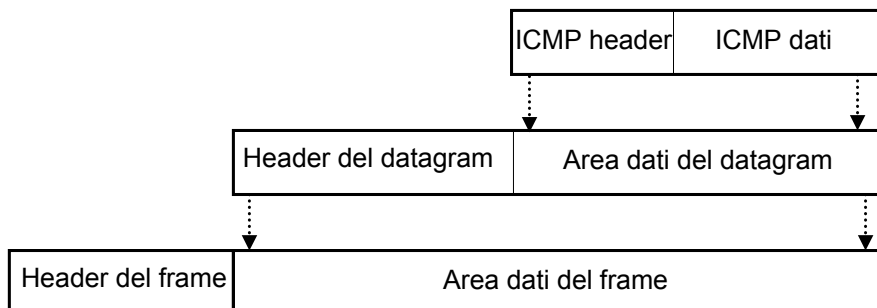 ICMP header ICMP dati
Header del datagram Area dati del datagram
Header del frame Area dati del frame